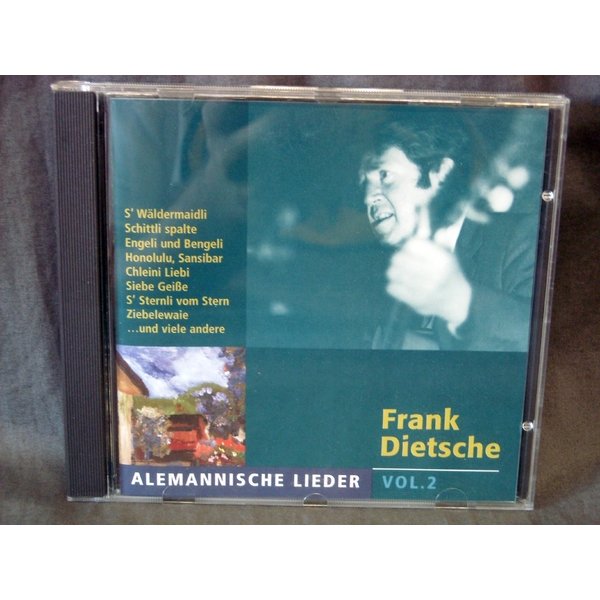 S' Wäldermaidli
Schittli spalte
Engeli und Bengeli
Honolulu, Sansibar
Chleini Liebi
Siebe Geiße
S' Sternli vom Stern
Ziebelewaie
...und viele andere
Frank
Dietsche
ALEMANNISCHE LIEDER
VOL.2